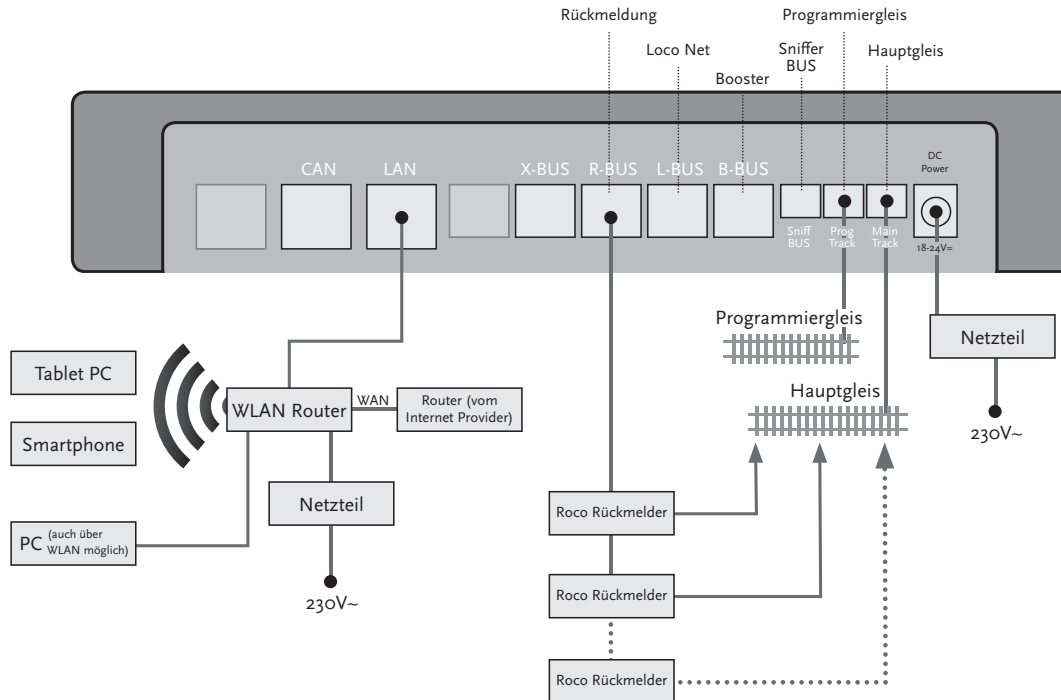 Rückmeldung
Programmiergleis
Loco Net
Sniffer
BUS
Hauptgleis
Booster
CAN
LAN
X-BUS
R-BUS
L-BUS
B-BUS
DC
Power
Sniff
BUS
Prog
Track
Main
Track
18-24V=
Programmiergleis
Netzteil
Tablet PC
Hauptgleis
WLAN Router
WAN
Router (vom
Internet Provider)
230V~
Smartphone
Netzteil
Roco Rückmelder
PC (auch über
WLAN möglich)
Roco Rückmelder
230V~
Roco Rückmelder